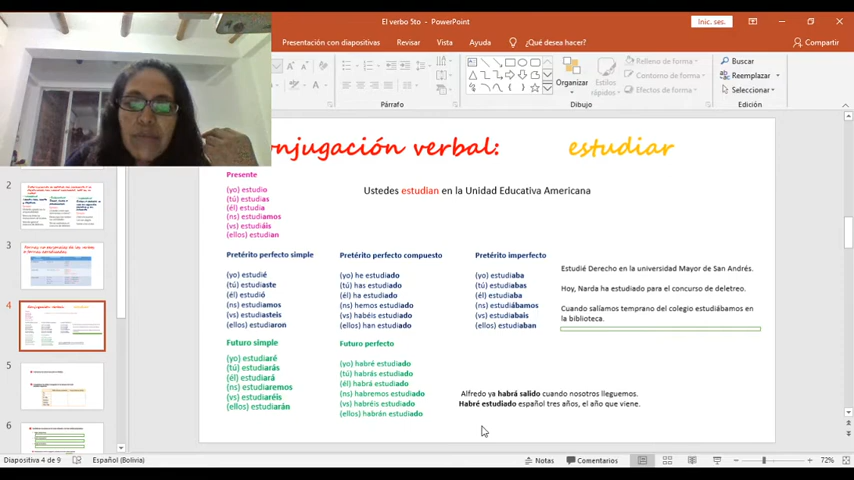 El verbo 5to - PowerPoint
Inic. ses.
Presentación con diapositivas
Revisar
Vista
Ayuda
¿Qué desea hacer?
Compartir
Organizar
Estilos
rápidos
Relleno de forma
Contorno de forma
Efectos de forma
Buscar
Reemplazar
Seleccionar
Párrafo
Dibujo
Edición
2
3
4
5
6
onjugación verbal: estudiar
Presente
(yo) estudio
(tú) estudias
(él) estudia
(ns) estudiamos
(vs) estudiáis
(ellos) estudian
Ustedes estudian en la Unidad Educativa Americana
Pretérito perfecto simple
(yo) estudié
(tú) estudiaste
(él) estudió
(ns) estudiamos
(vs) estudiasteis
(ellos) estudiaron
Pretérito perfecto compuesto
(yo) he estudiado
(tú) has estudiado
(él) ha estudiado
(ns) hemos estudiado
(vs) habéis estudiado
(ellos) han estudiado
Pretérito imperfecto
(yo) estudiaba
(tú) estudiabas
(él) estudiaba
(ns) estudiábamos
(vs) estudiabais
(ellos) estudiaban
Estudié Derecho en la universidad Mayor de San Andrés.
Hoy, Narda ha estudiado para el concurso de deletreo.
Cuando salíamos temprano del colegio estudiábamos en
la biblioteca.
Futuro simple
(yo) estudiaré
(tú) estudiarás
(él) estudiará
(ns) estudiaremos
(vs) estudiaréis
(ellos) estudiarán
Futuro perfecto
(yo) habré estudiado
(tú) habrás estudiado
(él) habrá estudiado
(ns) habremos estudiado
(vs) habréis estudiado
(ellos) habrán estudiado
Alfredo ya habrá salido cuando nosotros lleguemos.
Habré estudiado español tres años, el año que viene.
Diapositiva 4 de 9
Español (Bolivia)
Notas
Comentarios
72%